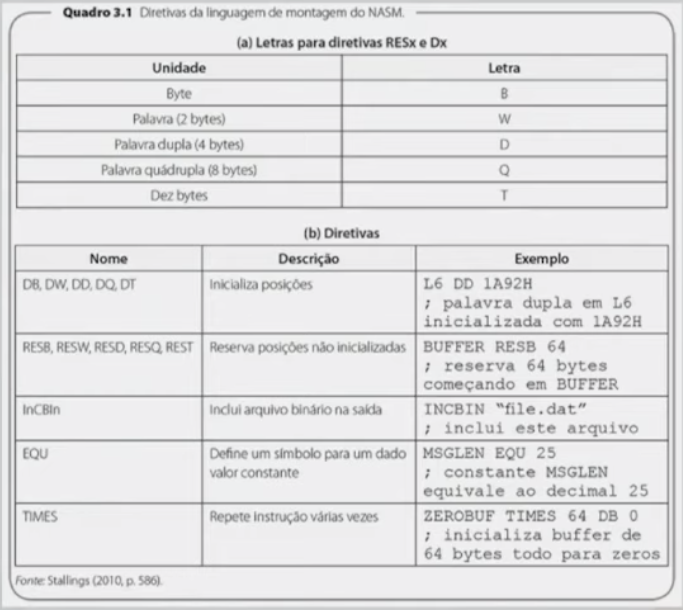 Quadro 3.1 Diretivas da linguagem de montagem do NASM.
(a) Letras para diretivas RESx e Dx
Unidade Letra
Byte B
Palavra (2 bytes) W
Palavra dupla (4 bytes) D
Palavra quádrupla (8 bytes) Q
Dez bytes T
(b) Diretivas
Nome Descrição Exemplo
DB, DW, DD, DQ, DT Inicializa posições L6 DD 1A92H
; palavra dupla em L6
inicializada com 1A92H
RESB, RESW, RESD, RESQ, REST Reserva posições não inicializadas BUFFER RESB 64
; reserva 64 bytes
começando em BUFFER
InCBIn Inclui arquivo binário na saída INCBIN “file.dat”
; inclui este arquivo
EQU Define um símbolo para um dado MSGLEN EQU 25
valor constante ; constante MSGLEN
equivale ao decimal 25
TIMES Repete instrução várias vezes ZEROBUF TIMES 64 DB 0
; inicializa buffer de
64 bytes todo para zeros
Fonte: Stallings (2010, p. 586).